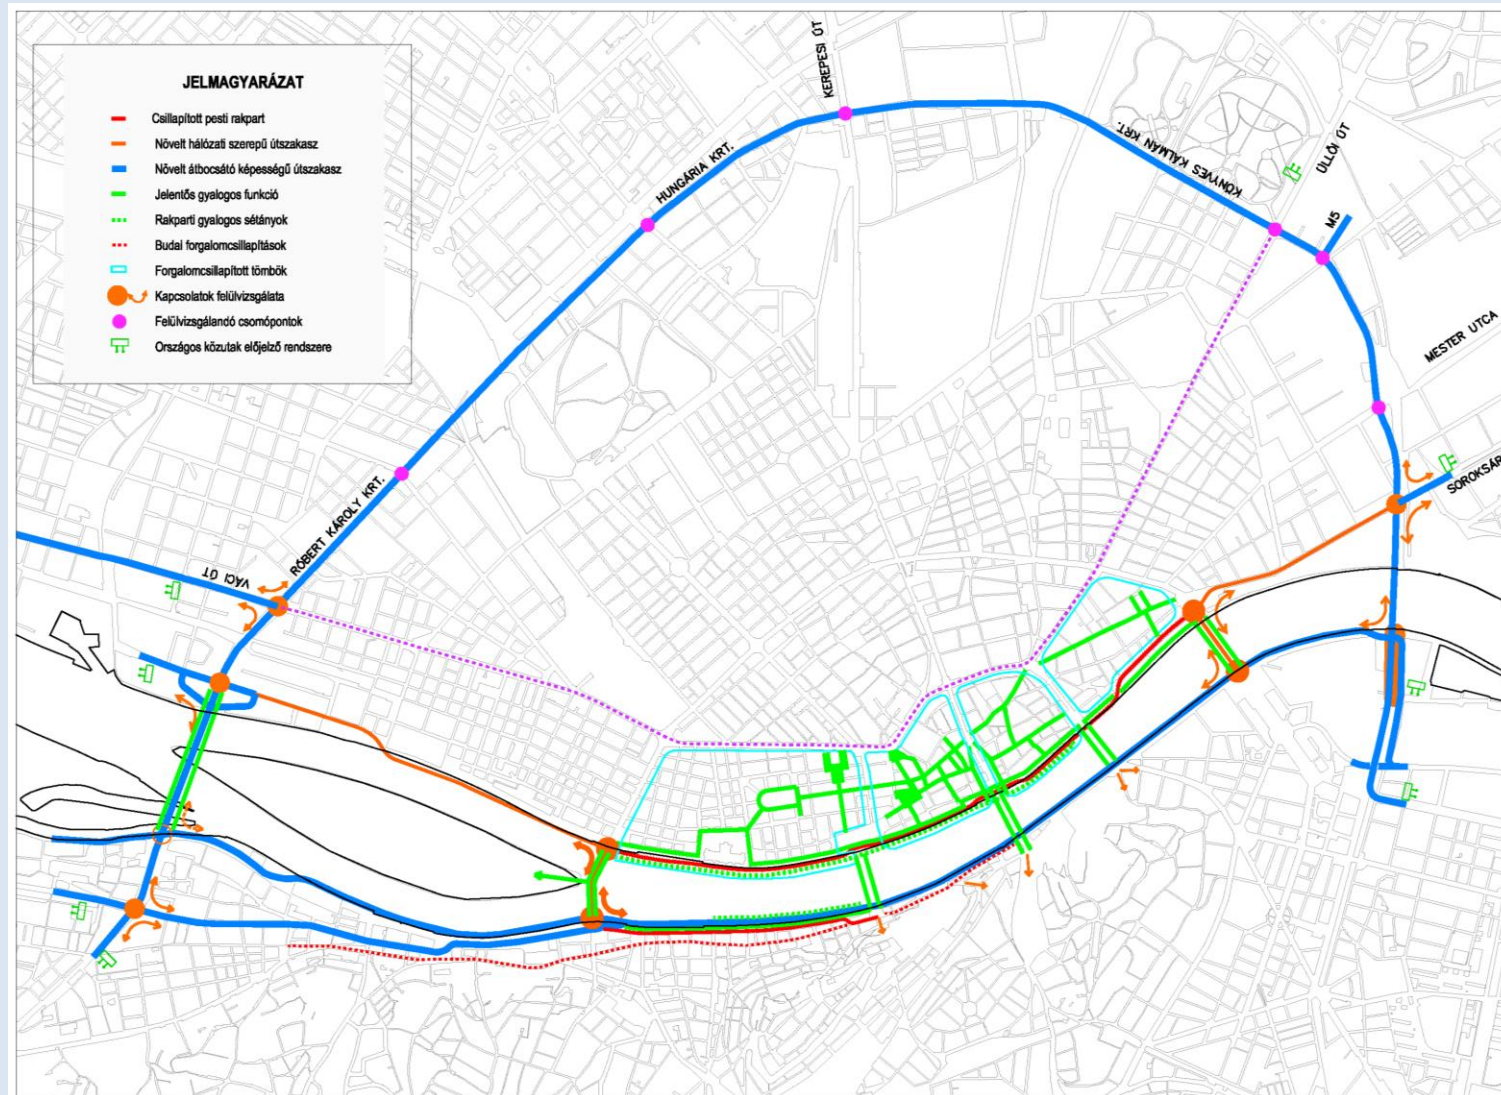 JELMAGYARÁZAT
Csillapított pesti rakpart
Növelt hálózati szerepű útszakasz
Növelt átbocsátó képességű útszakasz
Jelentős gyalogos funkció
Rakparti gyalogos sétányok
Budai forgalomcsillapítások
Forgalomcsillapított tömbök
Kapcsolatok felülvizsgálata
Felülvizsgálandó csomópontok
Országos közutak előjelző rendszere
KEREPESI ÚT
HUNGÁRIA KRT.
KÖNYVES KÁLMÁN KRT.
ÜLLŐI ÚT
M5
MESTER UTCA
SOROKSÁR
RÓBERT KÁROLY KRT.
VÁCI ÚT